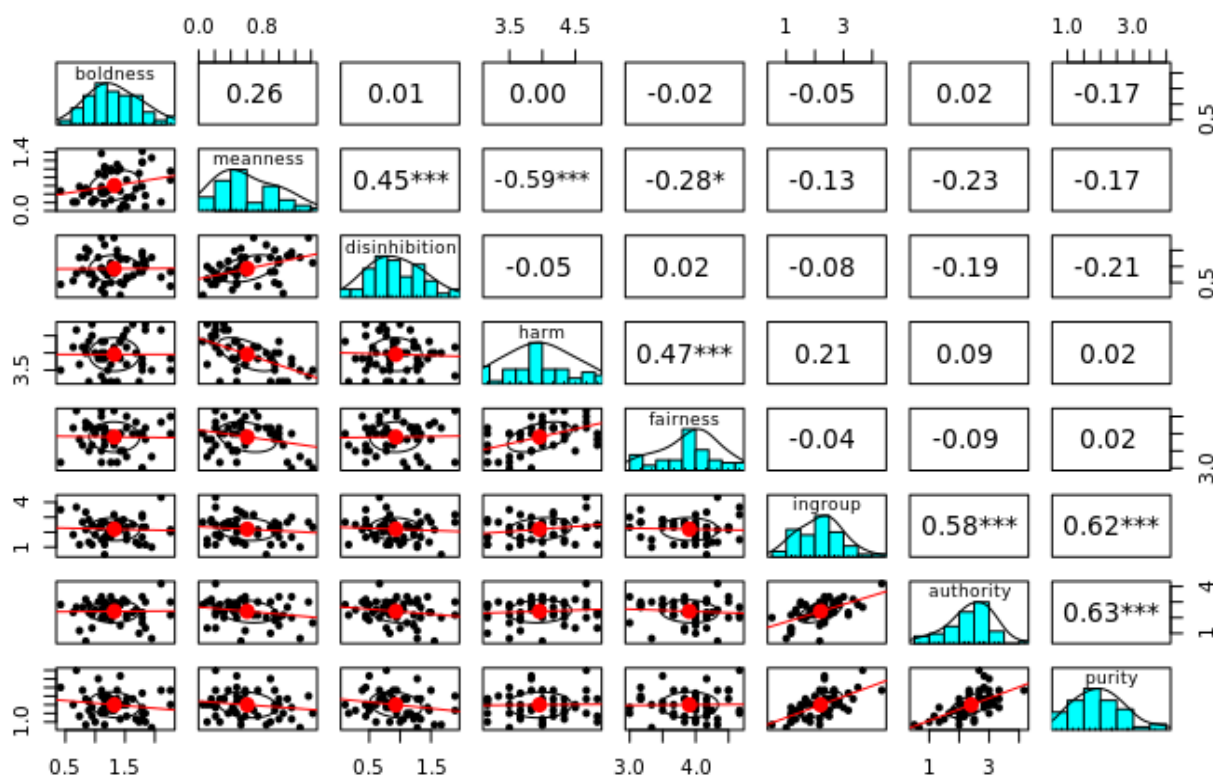 0.0 0.8 3.5 4.5 1 3 1.0 3.0
boldness
0.26 0.01 0.00 -0.02 -0.05 0.02 -0.17
0.5
1.4
0.0
meanness
0.45*** -0.59*** -0.28* -0.13 -0.23 -0.17
disinhibition
-0.05 0.02 -0.08 -0.19 -0.21
0.5
3.5
harm
0.47*** 0.21 0.09 0.02
fairness
-0.04 -0.09 0.02
3.0
4
1
ingroup
0.58*** 0.62***
authority
0.63***
4
1
1.0
purity
0.5 1.5 0.5 1.5 3.0 4.0 1 3